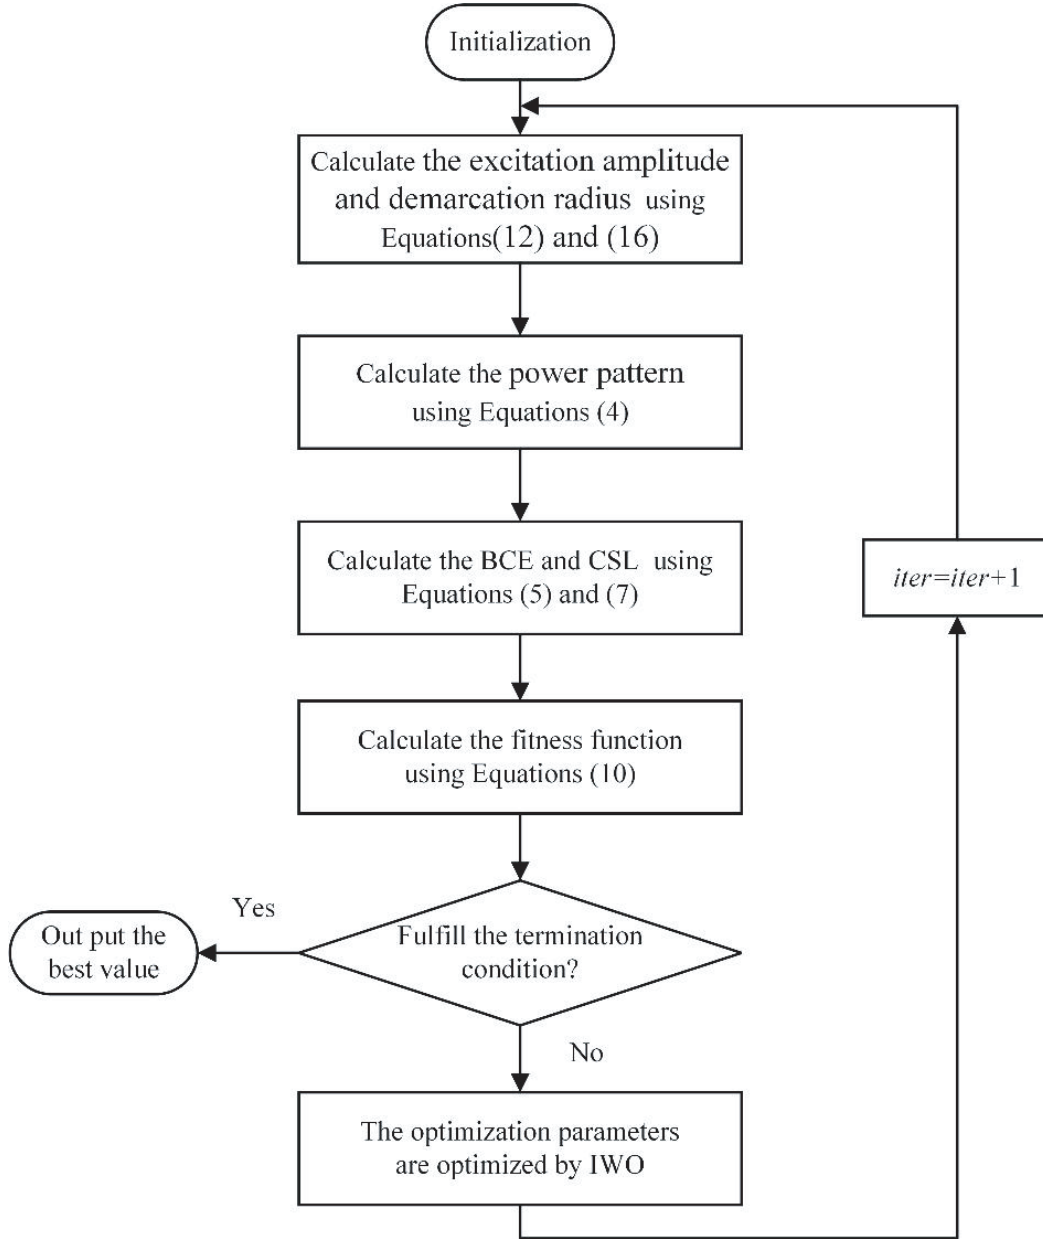 Initialization
Calculate the excitation amplitude
and demarcation radius using
Equations(12) and (16)
Calculate the power pattern
using Equations (4)
Calculate the BCE and CSL using
Equations (5) and (7)
iter=iter+1
Calculate the fitness function
using Equations (10)
Yes
Out put the
best value
Fulfill the termination
condition?
No
The optimization parameters
are optimized by IWO